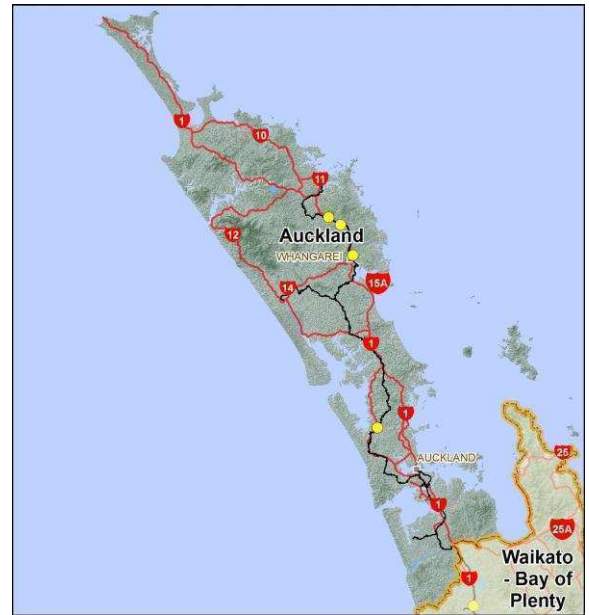 1
10
11
12
Auckland
WHANGAREI
14
15A
1
1
AUCKLAND
25
1
25A
Waikato
- Bay of
Plenty
1